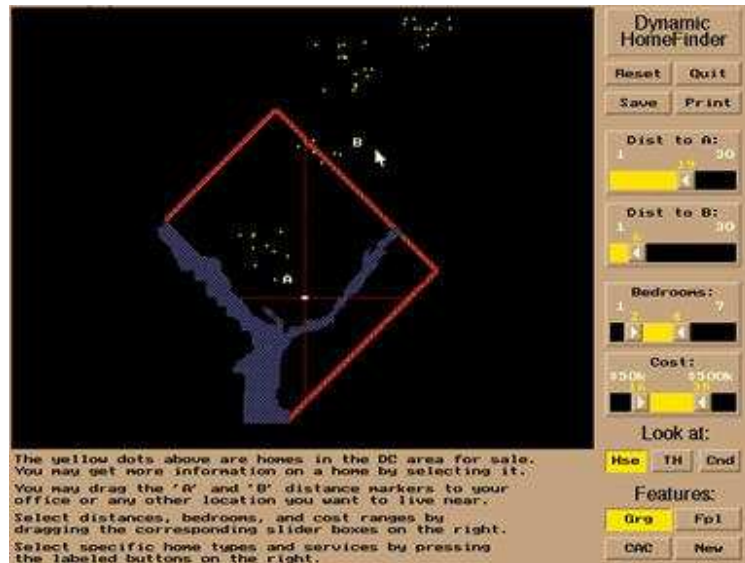 Dynamic
HomeFinder
Reset Quit
Save Print
B
Dist to A:
1 30
19
Dist to B:
1 30
A
Bedrooms:
1 7
2 4
Cost:
$50k $500k
Look at:
Hse TH Cnd
Features:
Grg Fpl
CAC New
The yellow dots above are homes in the DC area for sale.
You may get more information on a home by selecting it.
You may drag the 'A' and 'B' distance markers to your
office or any other location you want to live near.
Select distances, bedrooms, and cost ranges by
dragging the corresponding slider boxes on the right.
Select specific home types and services by pressing
the labeled buttons on the right.